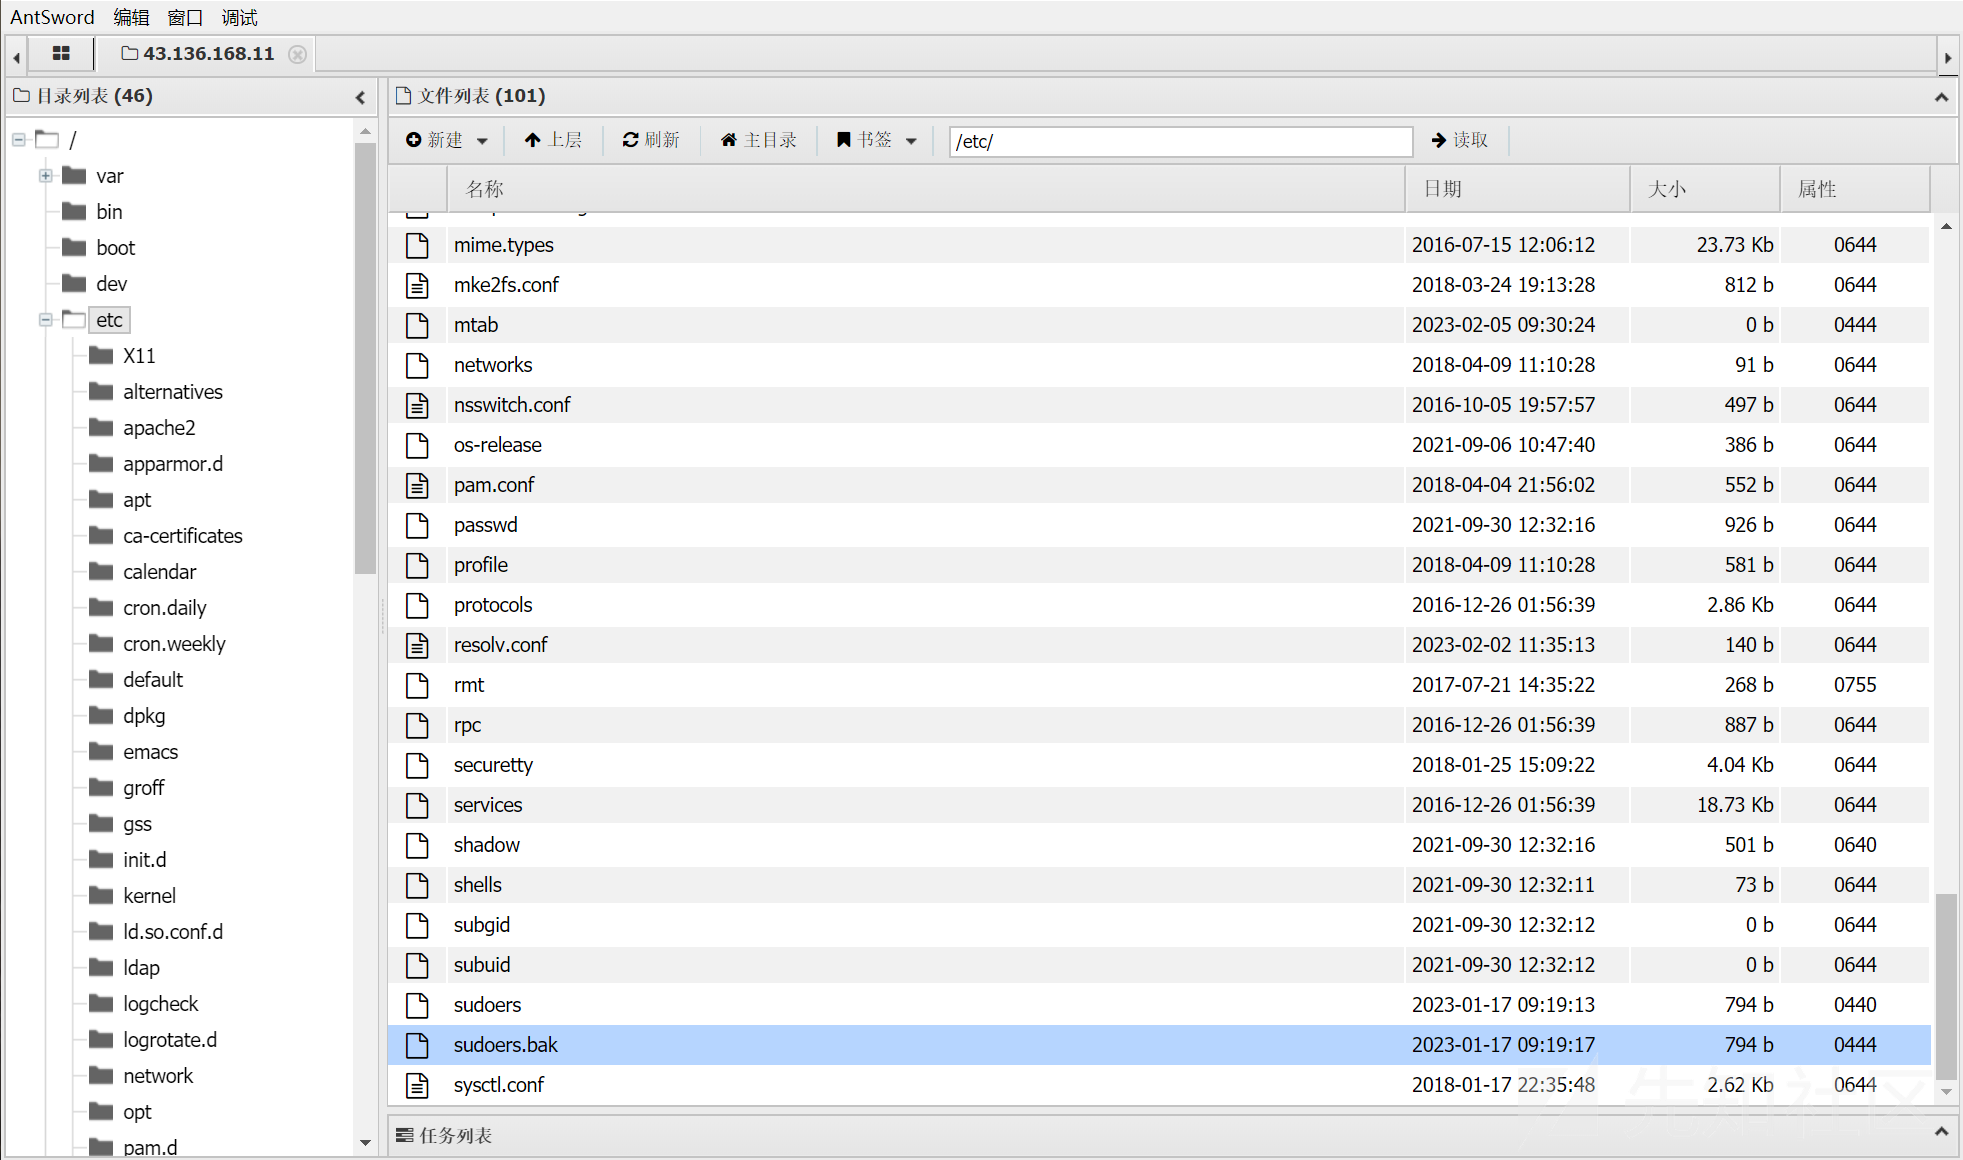 AntSword 编辑 窗口 调试
43.136.168.11
目录列表 (46)
/
var
bin
boot
dev
etc
X11
alternatives
apache2
apparmor.d
apt
ca-certificates
calendar
cron.daily
cron.weekly
default
dpkg
emacs
groff
gss
init.d
kernel
ld.so.conf.d
ldap
logcheck
logrotate.d
network
opt
pam.d
文件列表 (101)
新建 上层 刷新 主目录 书签 /etc/ 读取
名称 日期 大小 属性
mime.types 2016-07-15 12:06:12 23.73 Kb 0644
mke2fs.conf 2018-03-24 19:13:28 812 b 0644
mtab 2023-02-05 09:30:24 0 b 0444
networks 2018-04-09 11:10:28 91 b 0644
nsswitch.conf 2016-10-05 19:57:57 497 b 0644
os-release 2021-09-06 10:47:40 386 b 0644
pam.conf 2018-04-04 21:56:02 552 b 0644
passwd 2021-09-30 12:32:16 926 b 0644
profile 2018-04-09 11:10:28 581 b 0644
protocols 2016-12-26 01:56:39 2.86 Kb 0644
resolv.conf 2023-02-02 11:35:13 140 b 0644
rmt 2017-07-21 14:35:22 268 b 0755
rpc 2016-12-26 01:56:39 887 b 0644
securetty 2018-01-25 15:09:22 4.04 Kb 0644
services 2016-12-26 01:56:39 18.73 Kb 0644
shadow 2021-09-30 12:32:16 501 b 0640
shells 2021-09-30 12:32:11 73 b 0644
subgid 2021-09-30 12:32:12 0 b 0644
subuid 2021-09-30 12:32:12 0 b 0644
sudoers 2023-01-17 09:19:13 794 b 0440
sudoers.bak 2023-01-17 09:19:17 794 b 0444
sysctl.conf 2018-01-17 22:35:48 2.62 Kb 0644
先知社区
任务列表